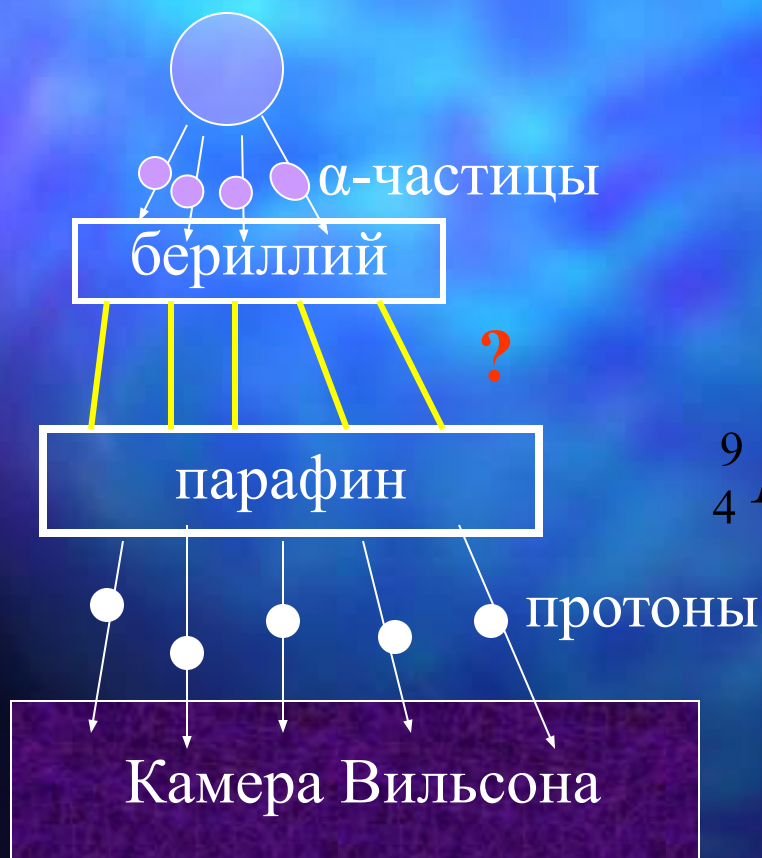 α-частицы
бериллий
?
парафин
9
4
протоны
Камера Вильсона